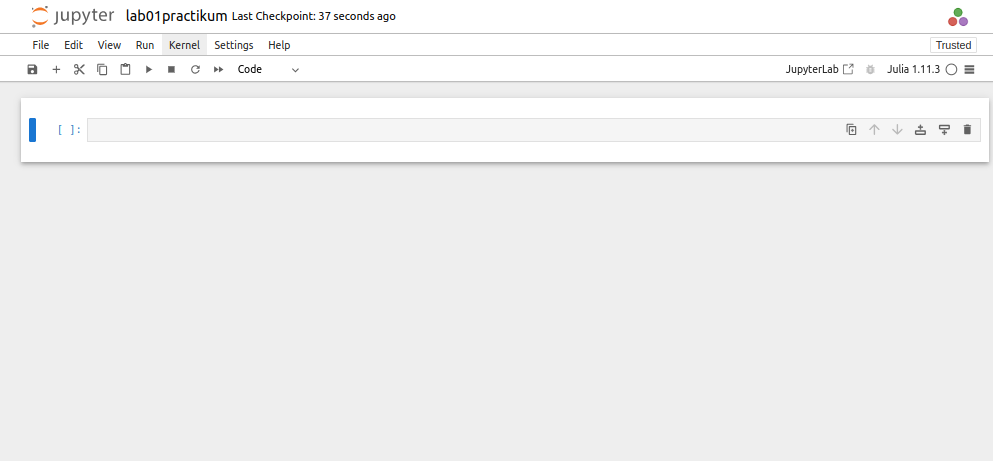 jupyter lab01practikum Last Checkpoint: 37 seconds ago
File Edit View Run Kernel Settings Help Trusted
Code JupyterLab Julia 1.11.3
[ ]: